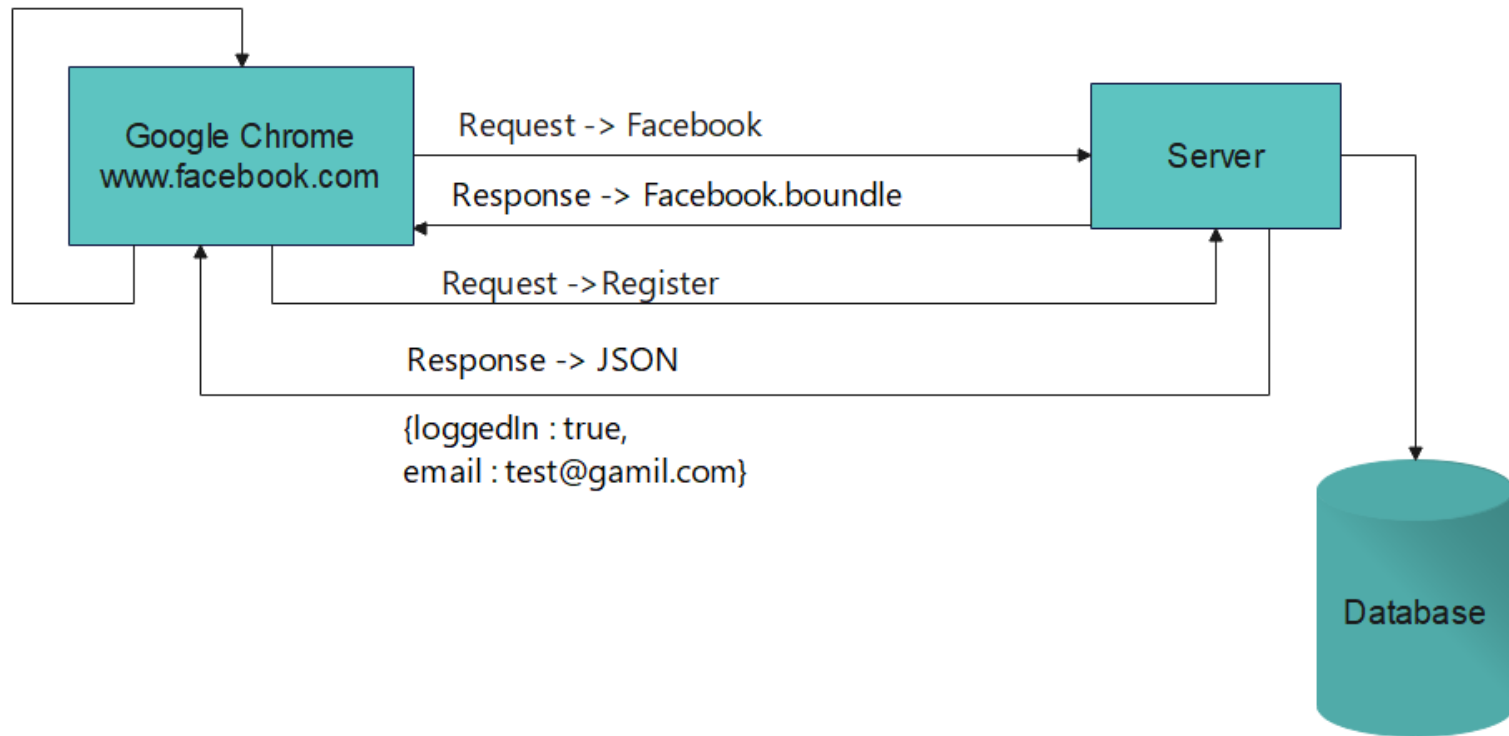 Google Chrome
www.facebook.com
Request -> Facebook
Server
Response -> Facebook.boundle
Request ->Register
Response -> JSON
{loggedIn : true,
email : test@gamil.com}
Database